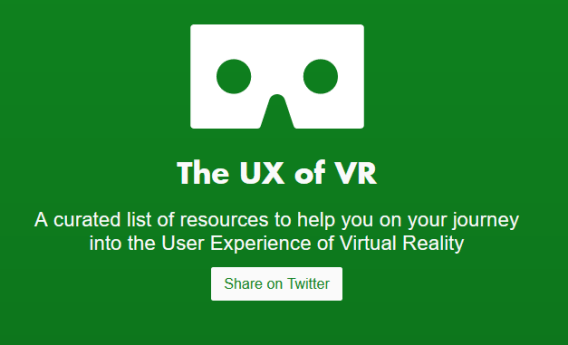 The UX of VR
A curated list of resources to help you on your journey
into the User Experience of Virtual Reality
Share on Twitter